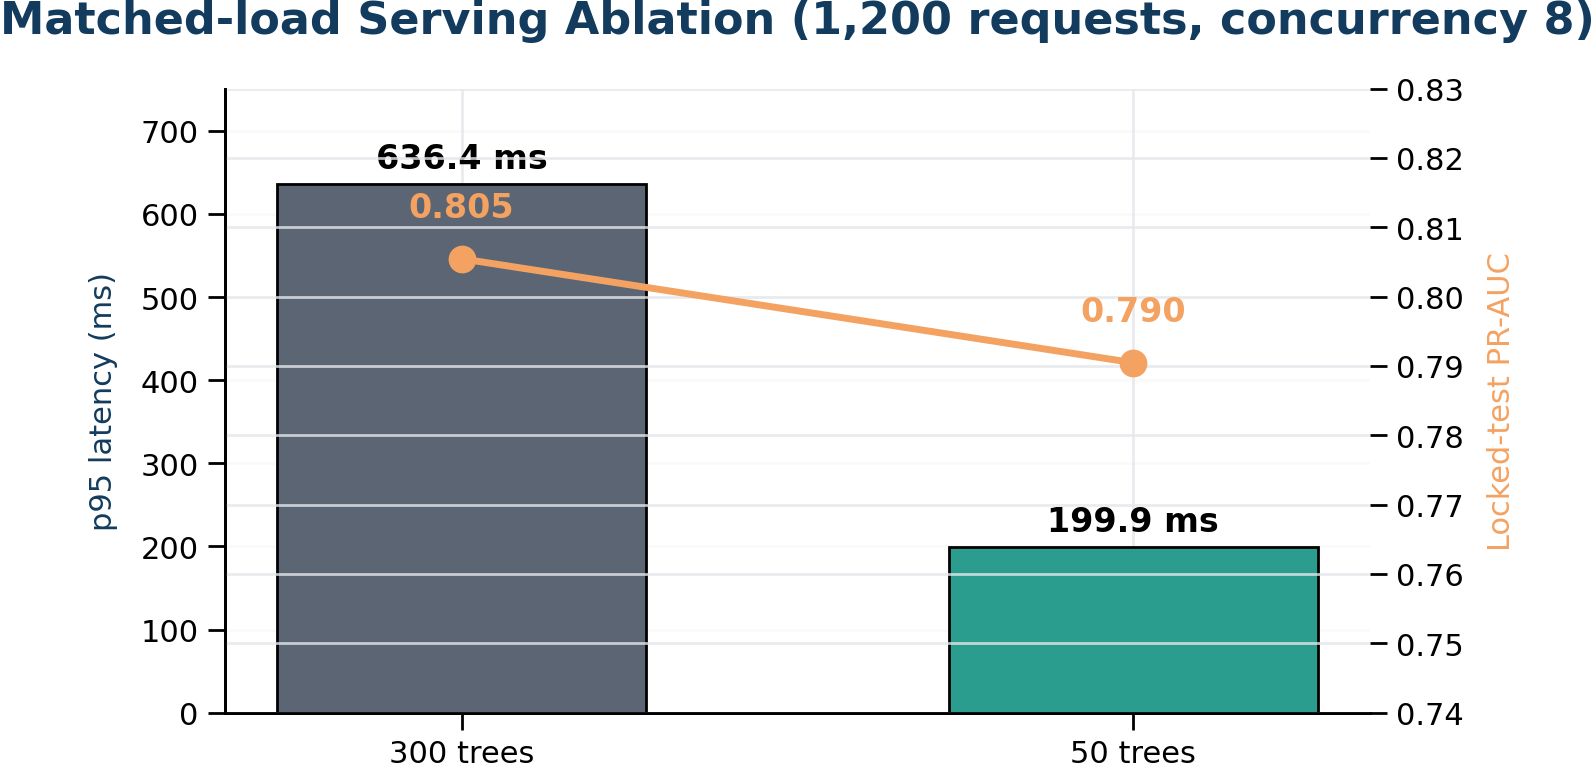 Matched-load Serving Ablation (1,200 requests, concurrency 8)
p95 latency (ms)
700
600
500
400
300
200
100
0
636.4 ms
0.805
0.790
199.9 ms
300 trees
50 trees
0.83
0.82
0.81
0.80
0.79
0.78
0.77
0.76
0.75
0.74
Locked-test PR-AUC